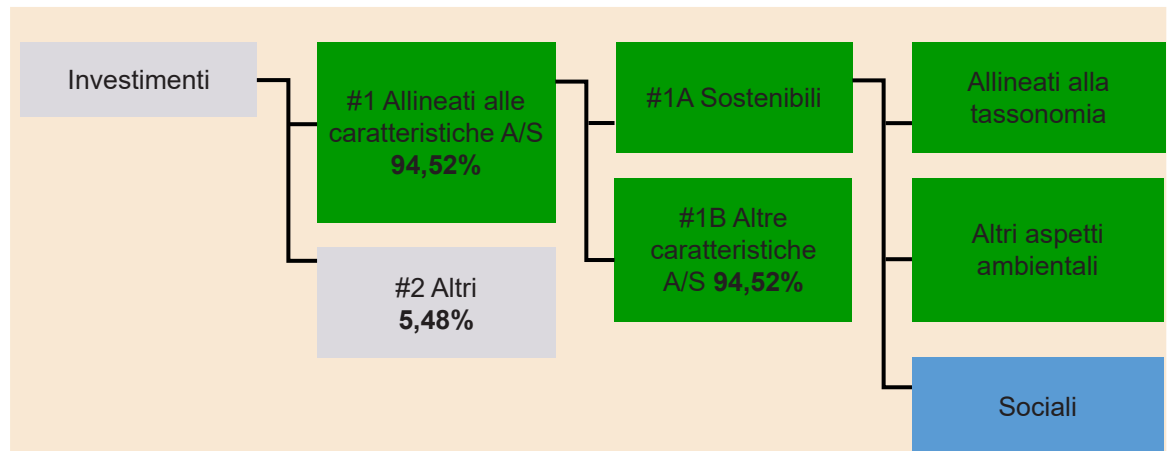 Investimenti
#1 Allineati alle
caratteristiche A/S
94,52%
#2 Altri
5,48%
#1A Sostenibili
#1B Altre
caratteristiche
A/S 94,52%
Allineati alla
tassonomia
Altri aspetti
ambientali
Sociali